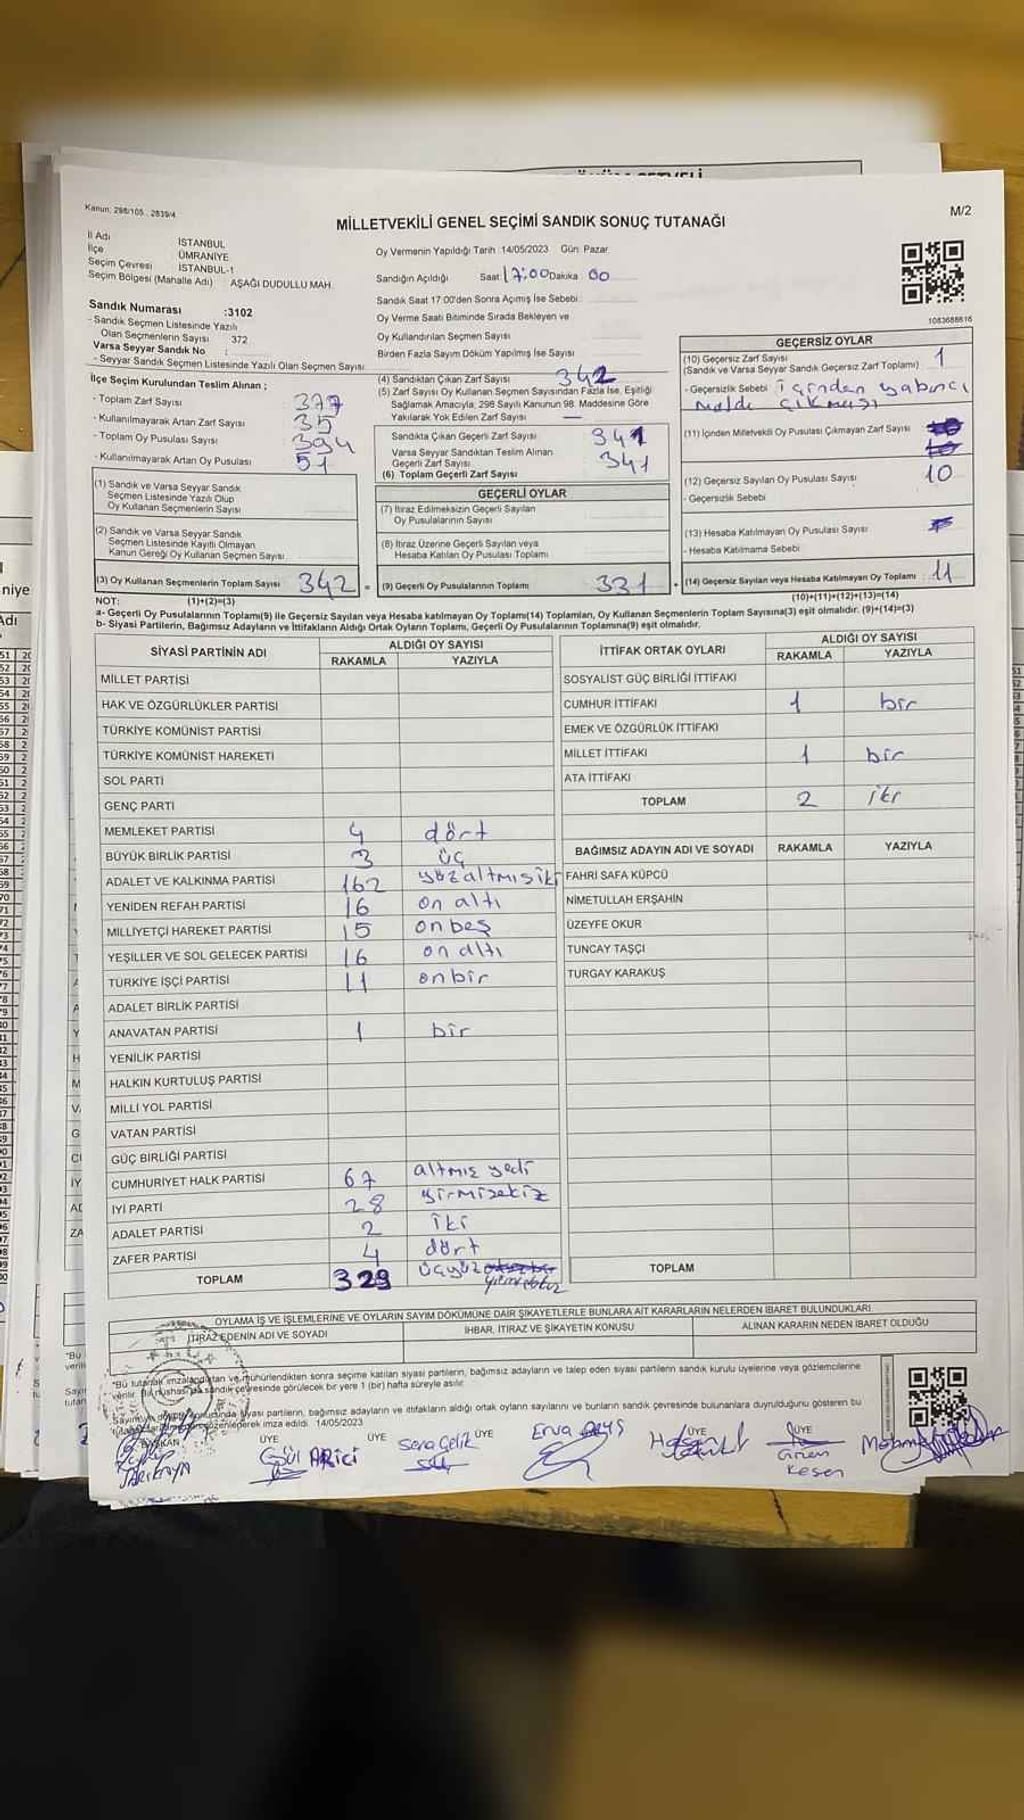 Kanun: 298/105 , 2839/4
MİLLETVEKİLİ GENEL SEÇİMİ SANDIK SONUÇ TUTANAĞI
M/2
İl Adı İSTANBUL
İlçe ÜMRANİYE
Seçim Çevresi İSTANBUL-1
Seçim Bölgesi (Mahalle Adı) AŞAĞI DUDULLU MAH.
Sandık Numarası :3102
- Sandık Seçmen Listesinde Yazılı
Olan Seçmenlerin Sayısı 372
Varsa Seyyar Sandık No :
- Seyyar Sandık Seçmen Listesinde Yazılı Olan Seçmen Sayısı
Oy Vermenin Yapıldığı Tarih :14/05/2023 Gün: Pazar
Sandığın Açıldığı Saat 17:00 Dakika 00
Sandık Saat 17:00'den Sonra Açımış İse Sebebi
Oy Verme Saati Bitiminde Sırada Bekleyen ve
Oy Kullandırılan Seçmen Sayısı
Birden Fazla Sayım Döküm Yapılmış İse Sayısı
1083688616
İlçe Seçim Kurulundan Teslim Alınan ;
- Toplam Zarf Sayısı 377
- Kullanılmayarak Artan Zarf Sayısı 35
- Toplam Oy Pusulası Sayısı 394
- Kullanılmayarak Artan Oy Pusulası 51
(4) Sandıktan Çıkan Zarf Sayısı 342
(5) Zarf Sayısı Oy Kullanan Seçmen Sayısından Fazla İse, Eşitliği
Sağlamak Amacıyla, 298 Sayılı Kanunun 98. Maddesine Göre
Yakılarak Yok Edilen Zarf Sayısı —
Sandıkta Çıkan Geçerli Zarf Sayısı 341
Varsa Seyyar Sandıktan Teslim Alınan
Geçerli Zarf Sayısı
(6) Toplam Geçerli Zarf Sayısı 341
GEÇERSİZ OYLAR
(10) Geçersiz Zarf Sayısı 1
(Sandık ve Varsa Seyyar Sandık Geçersiz Zarf Toplamı)
- Geçersizlik Sebebi içinden yabancı
madde çıkması
(11) İçinden Milletvekili Oy Pusulası Çıkmayan Zarf Sayısı
(12) Geçersiz Sayılan Oy Pusulası Sayısı 10
- Geçersizlik Sebebi
(13) Hesaba Katılmayan Oy Pusulası Sayısı
- Hesaba Katılmama Sebebi
(1) Sandık ve Varsa Seyyar Sandık
Seçmen Listesinde Yazılı Olup
Oy Kullanan Seçmenlerin Sayısı
(2) Sandık ve Varsa Seyyar Sandık
Seçmen Listesinde Kayıtlı Olmayan
Kanun Gereği Oy Kullanan Seçmen Sayısı
GEÇERLİ OYLAR
(7) İtiraz Edilmeksizin Geçerli Sayılan
Oy Pusulalarının Sayısı
(8) İtiraz Üzerine Geçerli Sayılan veya
Hesaba Katılan Oy Pusulası Toplamı
(3) Oy Kullanan Seçmenlerin Toplam Sayısı 342 = (9) Geçerli Oy Pusulalarının Toplamı 331 + (14) Geçersiz Sayılan veya Hesaba Katılmayan Oy Toplamı 11
NOT: (1)+(2)=(3) (10)+(11)+(12)+(13)=(14)
a- Geçerli Oy Pusulalarının Toplamı(9) ile Geçersiz Sayılan veya Hesaba katılmayan Oy Toplamı(14) Toplamları, Oy Kullanan Seçmenlerin Toplam Sayısına(3) eşit olmalıdır. (9)+(14)=(3)
b- Siyasi Partilerin, Bağımsız Adayların ve İttifakların Aldığı Ortak Oyların Toplamı, Geçerli Oy Pusulalarının Toplamına(9) eşit olmalıdır.
SİYASİ PARTİNİN ADI ALDIĞI OY SAYISI
RAKAMLA YAZIYLA
MİLLET PARTİSİ
HAK VE ÖZGÜRLÜKLER PARTİSİ
TÜRKİYE KOMÜNİST PARTİSİ
TÜRKİYE KOMÜNİST HAREKETİ
SOL PARTİ
GENÇ PARTİ
MEMLEKET PARTİSİ 4 dört
BÜYÜK BİRLİK PARTİSİ 3 üç
ADALET VE KALKINMA PARTİSİ 162 yüzaltmışiki
YENİDEN REFAH PARTİSİ 16 on altı
MİLLİYETÇİ HAREKET PARTİSİ 15 onbeş
YEŞİLLER VE SOL GELECEK PARTİSİ 16 on altı
TÜRKİYE İŞÇİ PARTİSİ 11 onbir
ADALET BİRLİK PARTİSİ
ANAVATAN PARTİSİ 1 bir
YENİLİK PARTİSİ
HALKIN KURTULUŞ PARTİSİ
MİLLİ YOL PARTİSİ
VATAN PARTİSİ
GÜÇ BİRLİĞİ PARTİSİ
CUMHURİYET HALK PARTİSİ 67 altmış yedi
İYİ PARTİ 28 yirmisekiz
ADALET PARTİSİ 2 iki
ZAFER PARTİSİ 4 dört
TOPLAM 329 üçyüz
yirmidokuz
İTTİFAK ORTAK OYLARI ALDIĞI OY SAYISI
RAKAMLA YAZIYLA
SOSYALİST GÜÇ BİRLİĞİ İTTİFAKI
CUMHUR İTTİFAKI 1 bir
EMEK VE ÖZGÜRLÜK İTTİFAKI
MİLLET İTTİFAKI 1 bir
ATA İTTİFAKI
TOPLAM 2 iki
BAĞIMSIZ ADAYIN ADI VE SOYADI RAKAMLA YAZIYLA
FAHRİ SAFA KÜPCÜ
NİMETULLAH ERŞAHİN
ÜZEYFE OKUR
TUNCAY TAŞÇI
TURGAY KARAKUŞ
TOPLAM
OYLAMA İŞ VE İŞLEMLERİNE VE OYLARIN SAYIM DÖKÜMÜNE DAİR ŞİKAYETLERLE BUNLARA AİT KARARLARIN NELERDEN İBARET BULUNDUKLARI
İTİRAZ EDENİN ADI VE SOYADI İHBAR, İTİRAZ VE ŞİKAYETİN KONUSU ALINAN KARARIN NEDEN İBARET OLDUĞU
*Bu tutanak imzalandıktan ve mühürlendikten sonra seçime katılan siyasi partilerin, bağımsız adayların ve talep eden siyasi partilerin sandık kurulu üyelerine veya gözlemcilerine
verilir. Bir nüshası da sandık çevresinde görülecek bir yere 1 (bir) hafta süreyle asılır.
siyasi partilerin, bağımsız adayların ve ittifakların aldığı ortak oyların sayılarını ve bunların sandık çevresinde bulunanlara duyrulduğunu gösteren bu
imza edildi. 14/05/2023
BAŞKAN ÜYE ÜYE ÜYE ÜYE ÜYE
Gül ARICI Sera Çelik Erva
Kesen